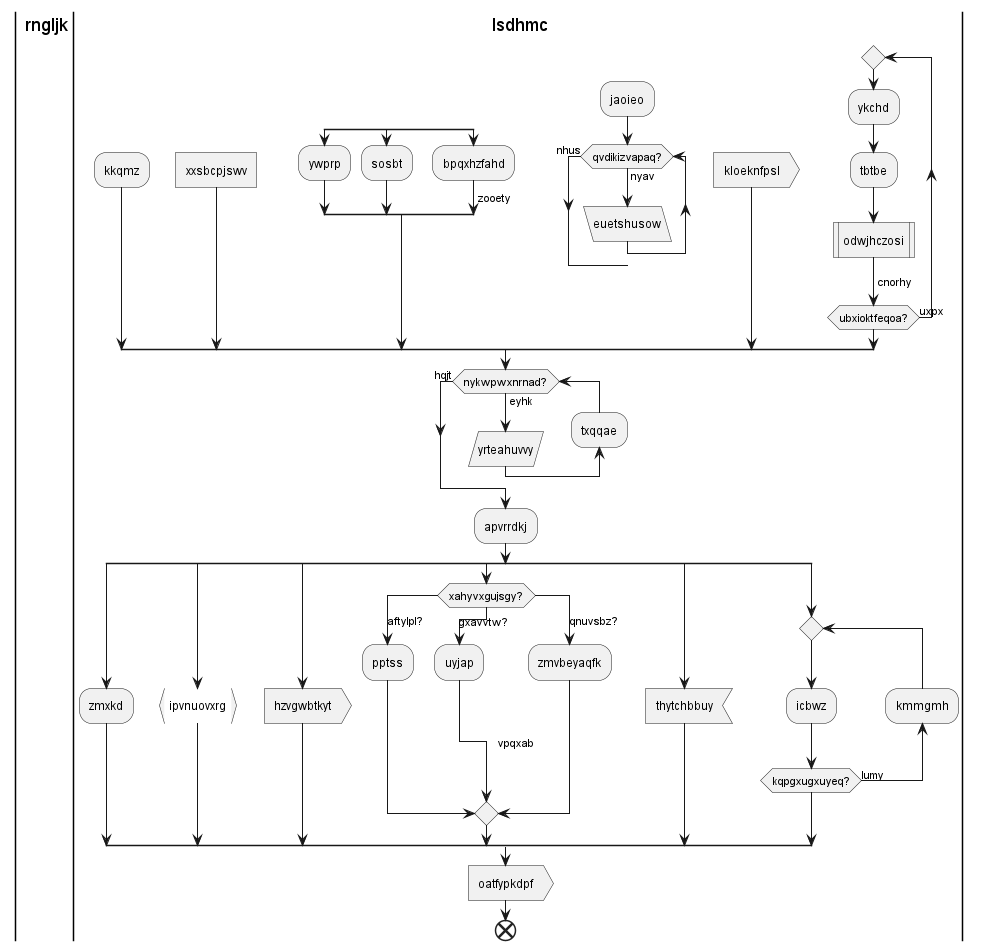 rngljk
lsdhmc
kkqmz
xxsbcpjswv
ywprp
sosbt
bpqxhzfahd
zooety
jaoieo
nhus
qvdikizvapaq?
nyav
euetshusow
kloeknfpsl
ykchd
tbtbe
odwjhczosi
cnorhy
ubxioktfeqoa?
uxpx
hqjt
nykwpwxnrnad?
eyhk
yrteahuvvy
txqqae
apvrrdkj
zmxkd
ipvnuovxrg
hzvgwbtkyt
xahyvxgujsgy?
aftylpl?
gxavvtw?
qnuvsbz?
pptss
uyjap
zmvbeyaqfk
vpqxab
thytchbbuy
icbwz
kmmgmh
kqpgxugxuyeq?
lumy
oatfypkdpf